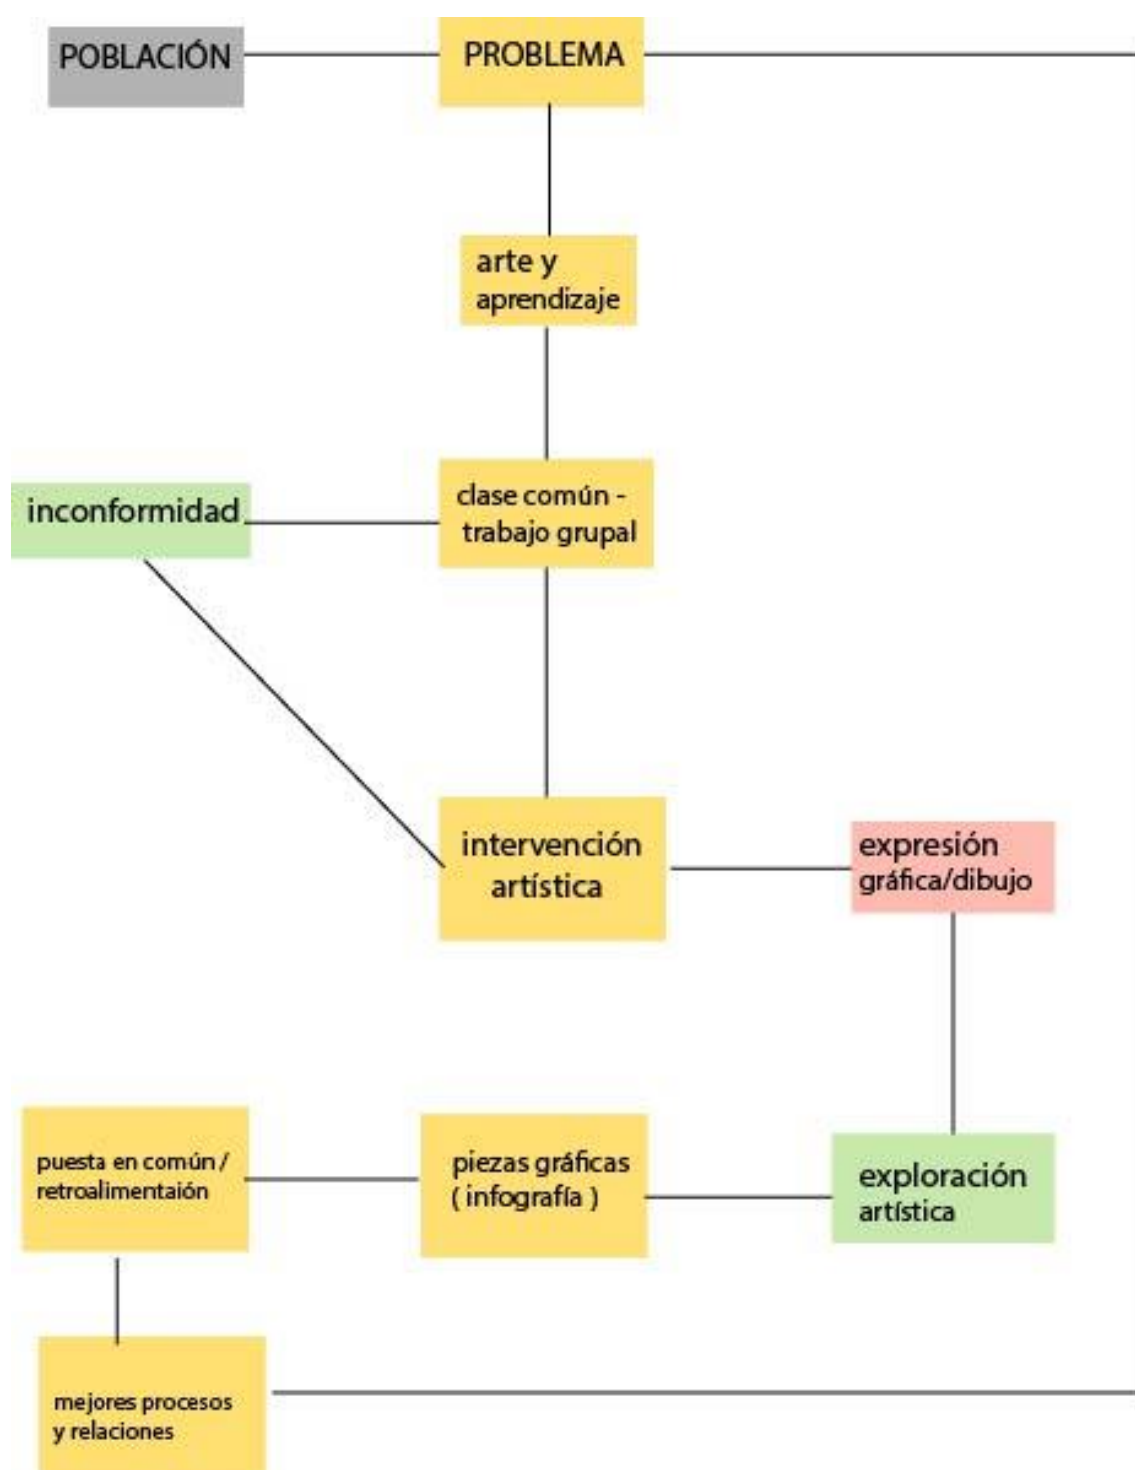 POBLACIÓN
PROBLEMA
arte y
aprendizaje
inconformidad
clase común -
trabajo grupal
intervención
artística
expresión
gráfica/dibujo
puesta en común /
retroalimentaión
piezas gráficas
( infografía )
exploración
artística
mejores procesos
y relaciones